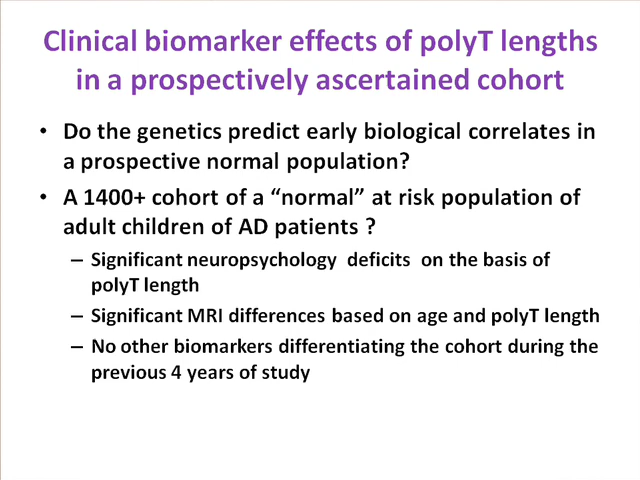 Clinical biomarker effects of polyT lengths
in a prospectively ascertained cohort
• Do the genetics predict early biological correlates in
a prospective normal population?
• A 1400+ cohort of a “normal” at risk population of
adult children of AD patients ?
– Significant neuropsychology deficits on the basis of
polyT length
– Significant MRI differences based on age and polyT length
– No other biomarkers differentiating the cohort during the
previous 4 years of study